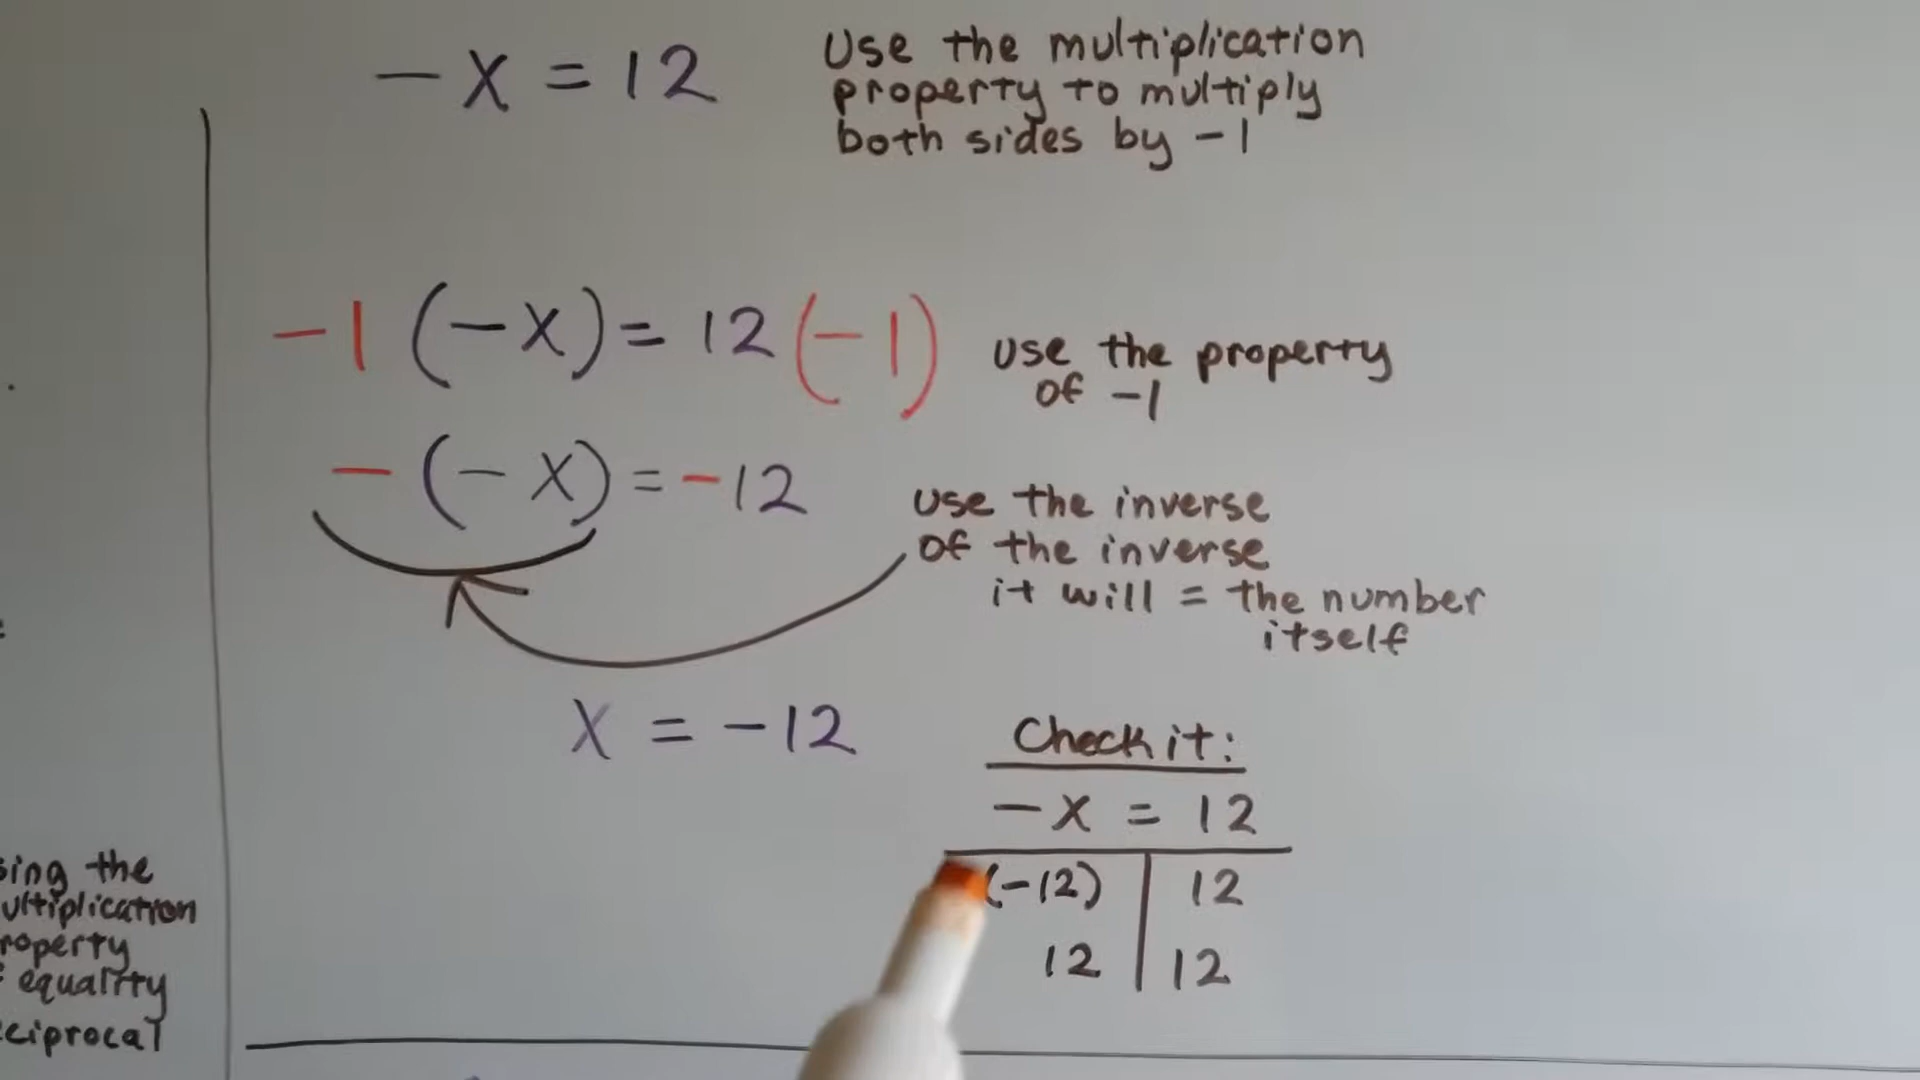 -x = 12
Use the multiplication
property to multiply
both sides by -1
-1(-x) = 12(-1)
use the property
of -1
-(-x) = -12
use the inverse
of the inverse
it will = the number
itself
x = -12
Check it:
-x = 12
(-12) | 12
12 | 12
the
property
equality